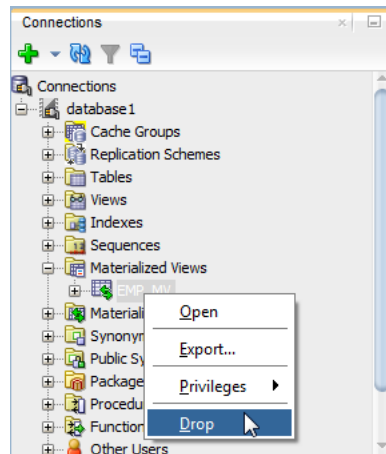 Connections
Connections
database1
Cache Groups
Replication Schemes
Tables
Views
Indexes
Sequences
Materialized Views
EMP_MV
Materiali
Open
Synonyn
Export...
Public Sy
Package
Privileges
Procedu
Function
Drop
Other Users